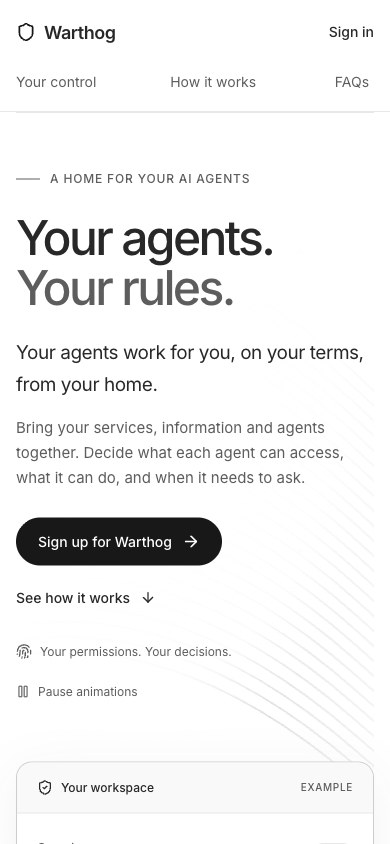 Warthog
Sign in
Your control
How it works
FAQs
A HOME FOR YOUR AI AGENTS
Your agents.
Your rules.
Your agents work for you, on your terms,
from your home.
Bring your services, information and agents
together. Decide what each agent can access,
what it can do, and when it needs to ask.
Sign up for Warthog
See how it works
Your permissions. Your decisions.
Pause animations
Your workspace
EXAMPLE